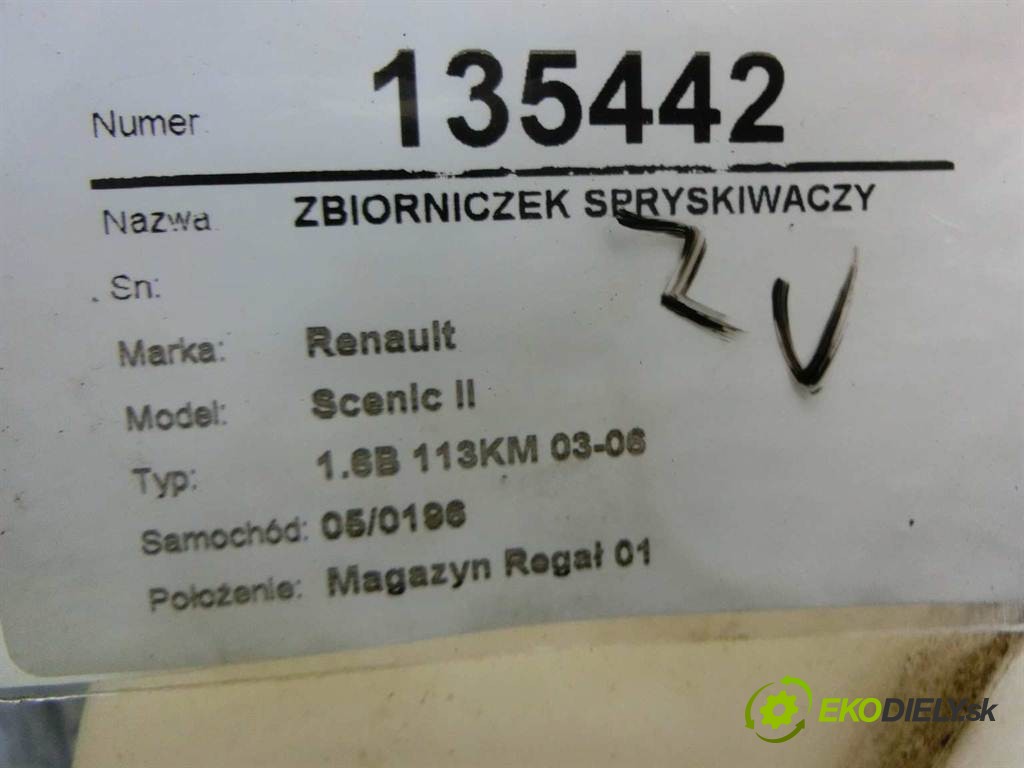 Numer 135442
Nazwa ZBIORNICZEK SPRYSKIWACZY
Sn:
Marka: Renault
Model: Scenic II
Typ: 1.6B 113KM 03-06
Samochód: 05/0196
Położenie: Magazyn Regał 01
EKODIELY.sk